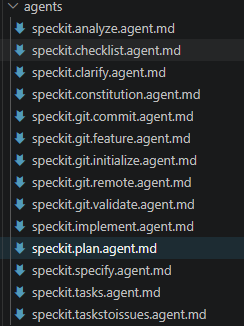 agents
speckit.analyze.agent.md
speckit.checklist.agent.md
speckit.clarify.agent.md
speckit.constitution.agent.md
speckit.git.commit.agent.md
speckit.git.feature.agent.md
speckit.git.initialize.agent.md
speckit.git.remote.agent.md
speckit.git.validate.agent.md
speckit.implement.agent.md
speckit.plan.agent.md
speckit.specify.agent.md
speckit.tasks.agent.md
speckit.taskstoissues.agent.md